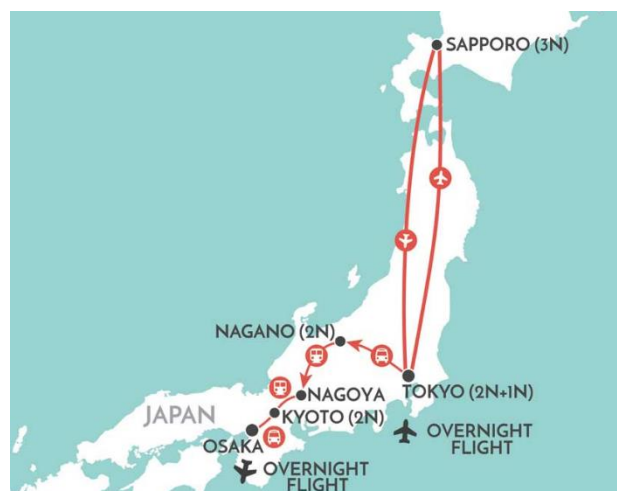 SAPPORO (3N)
NAGANO (2N)
NAGOYA
TOKYO (2N+1N)
JAPAN
KYOTO (2N)
OSAKA
OVERNIGHT
FLIGHT
OVERNIGHT
FLIGHT